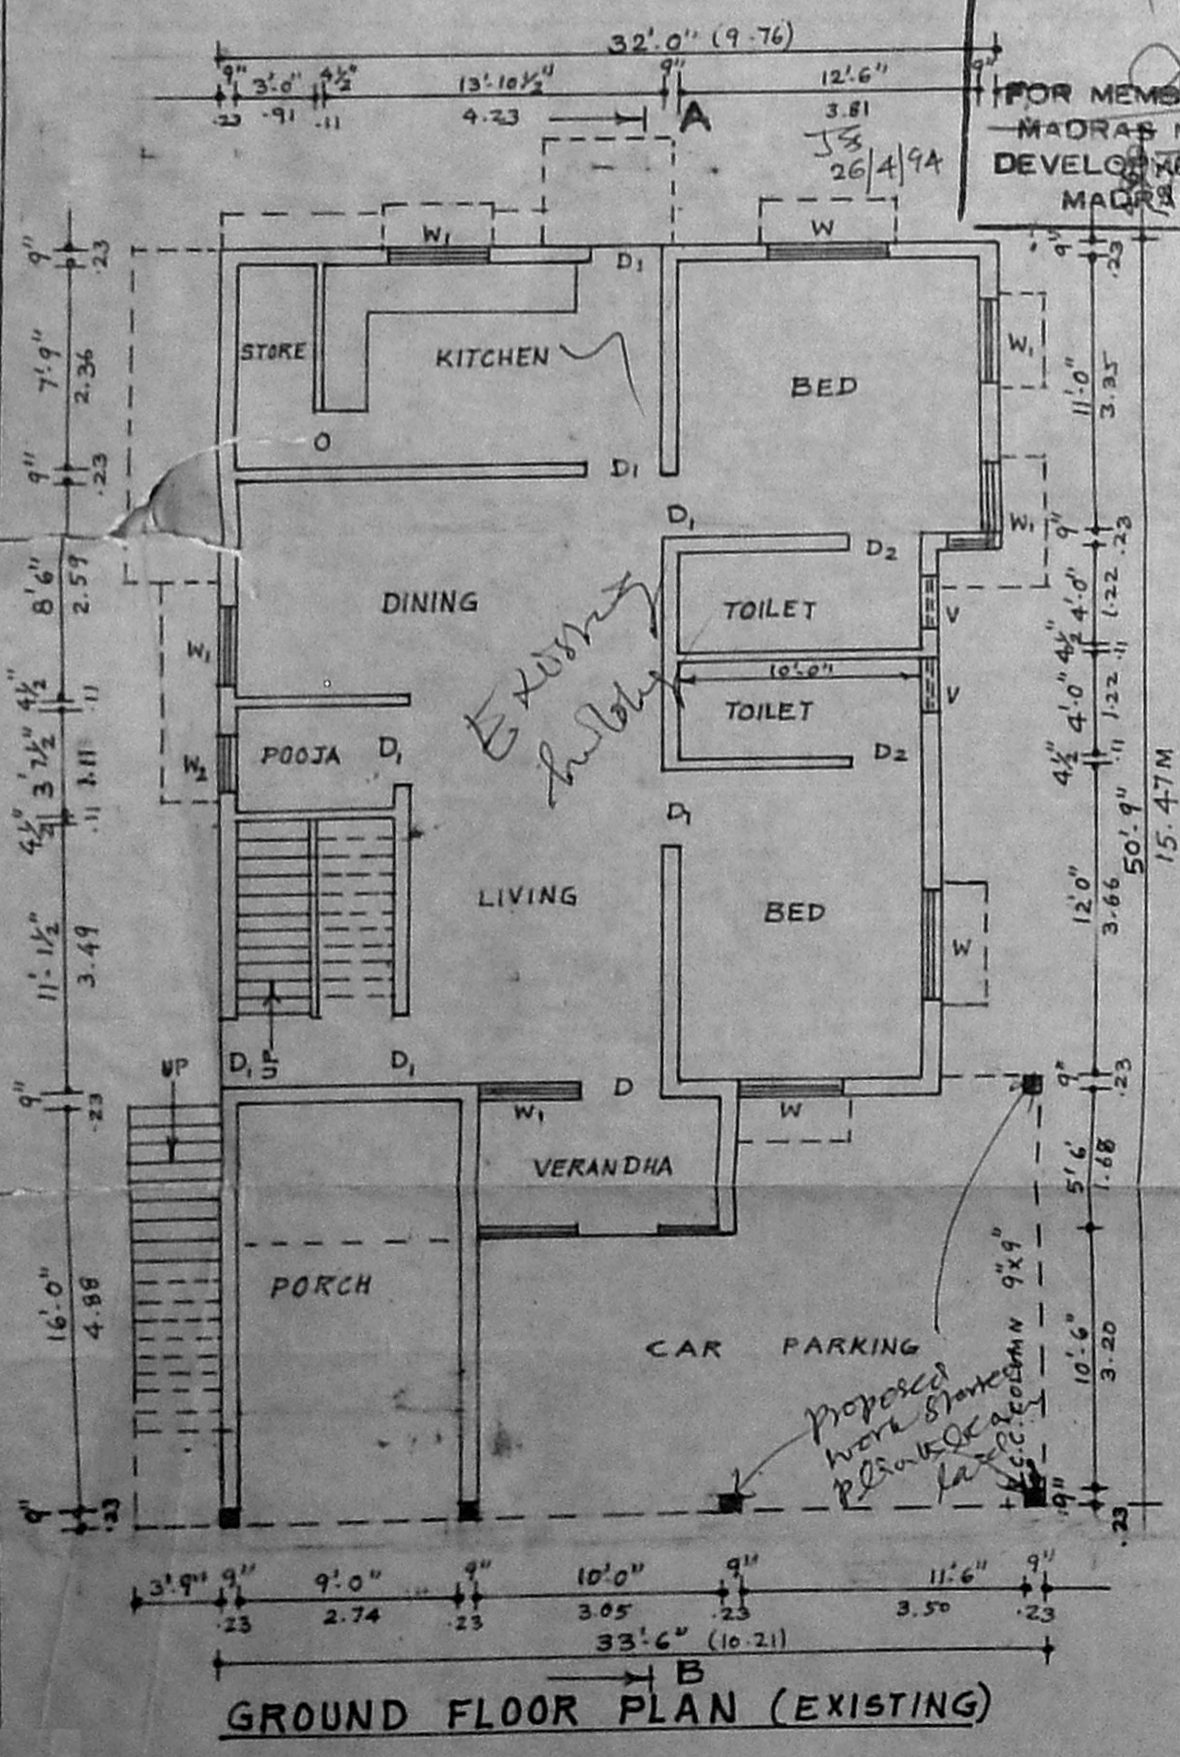 32'-0" (9.76)
9" 3'-0" 4½" 13'-10½" 9" 12'-6" 9"
.23 .91 .11 4.23 A 3.81
26/4/94
FOR MEMB
MADRAS M
DEVELOPME
MADRA
W1 W
D1
9" .23
9" .23
STORE KITCHEN BED W1
7'-9" 2.36
11'-0" 3.35
O D1
9" .23
D1 W1
9" .23
D2
8'6" 2.59
DINING TOILET V
4'-0" 1.22
Existing
W1
4½" .11
4½" .11
10'-0"
TOILET V
4'-0" 1.22
POOJA D1 D2
W2
3'7½" 1.11
4½" .11
4½" .11
D1
50'-9"
15.47M
LIVING BED W
11'-1½" 3.49
12'0" 3.66
UP D1 UP D1 D W1 W
9" .23
9" .23
VERANDHA
5'6' 1.68
PORCH
16'-0" 4.88
CAR PARKING
R.C.C. COLUMN 9"x9"
10'-6" 3.20
proposed
work started
9" .23
9" .23
3'9" 9" 9'-0" 9" 10'0" 9" 11'-6" 9"
.23 2.74 .23 3.05 .23 3.50 .23
33'-6" (10.21)
B
GROUND FLOOR PLAN (EXISTING)